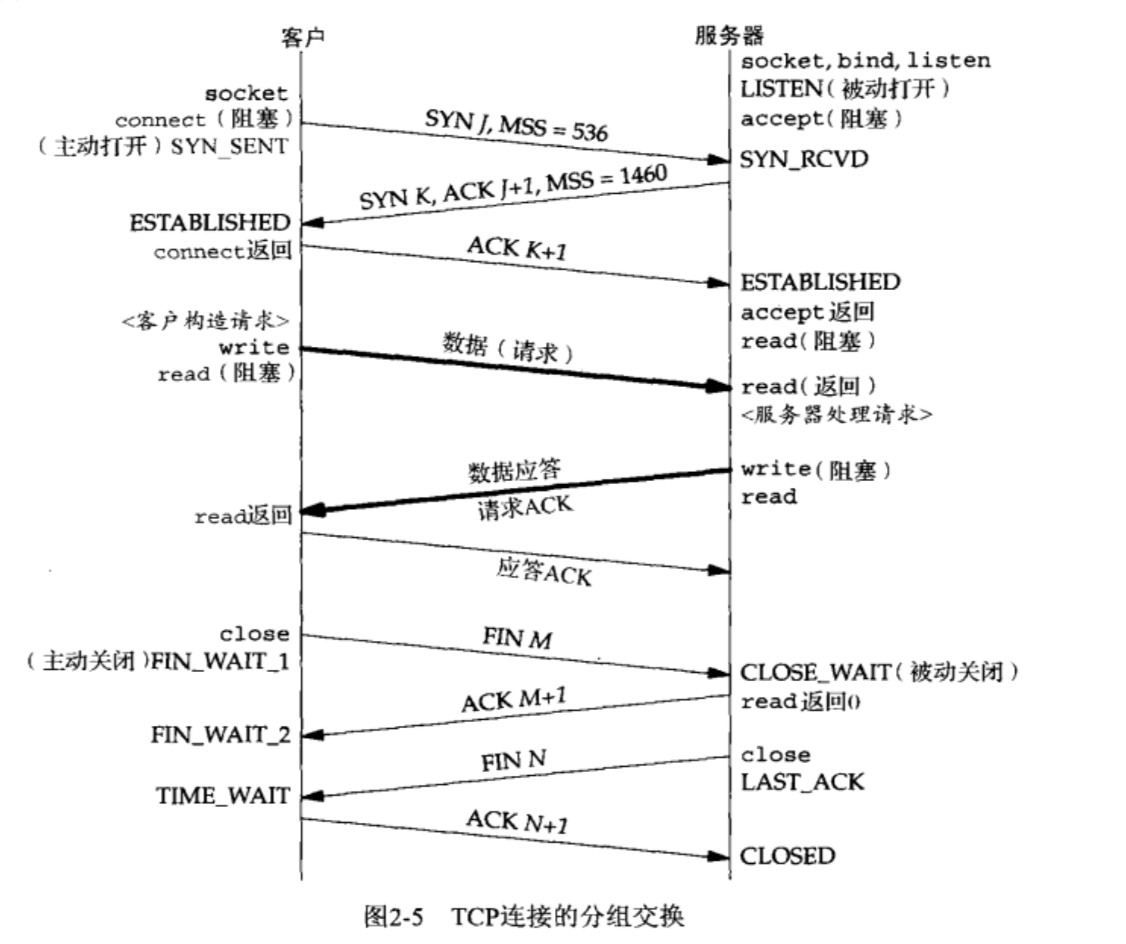 客户
服务器
socket, bind, listen
LISTEN（被动打开）
accept(阻塞）
socket
connect（阻塞）
（主动打开）SYN_SENT
SYN J, MSS = 536
SYN_RCVD
SYN K, ACK J+1, MSS = 1460
ESTABLISHED
connect返回
ACK K+1
ESTABLISHED
accept返回
read(阻塞）
<客户构造请求>
write
read（阻塞）
数据（请求）
read(返回）
<服务器处理请求>
数据应答
请求ACK
write(阻塞）
read
read返回
应答ACK
close
（主动关闭)FIN_WAIT_1
FIN M
CLOSE_WAIT（被动关闭）
read返回0
ACK M+1
FIN_WAIT_2
close
LAST_ACK
FIN N
TIME_WAIT
ACK N+1
CLOSED
图2-5 TCP连接的分组交换